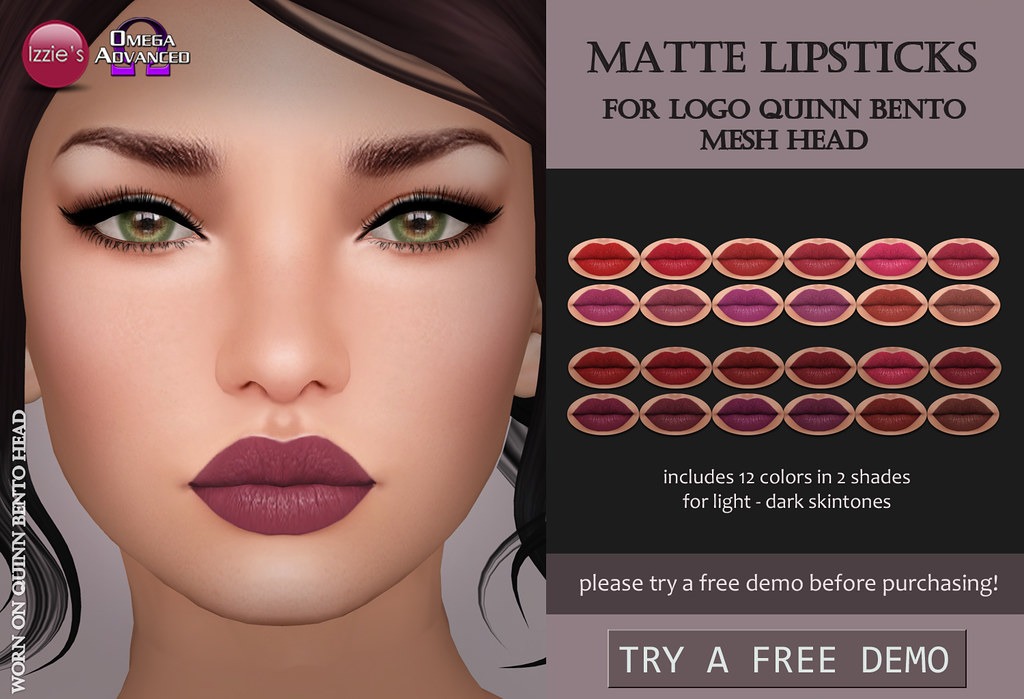 Izzie's
OMEGA
ADVANCED
WORN ON QUINN BENTO HEAD
MATTE LIPSTICKS
FOR LOGO QUINN BENTO
MESH HEAD
includes 12 colors in 2 shades
for light - dark skintones
please try a free demo before purchasing!
TRY A FREE DEMO